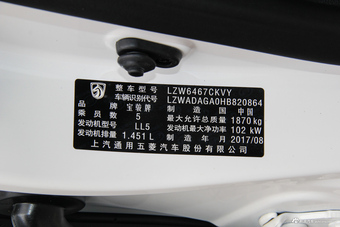 整车型号 LZW6467CKVY
车辆识别代号 LZWADAGA0HB820864
品牌 宝骏牌 制造国 中国
乘员数 5 最大允许总质量 1870 kg
发动机型号 LL5 发动机最大净功率 102 kW
发动机排量 1.451 L 制造年月 2017/08
上汽通用五菱汽车股份有限公司